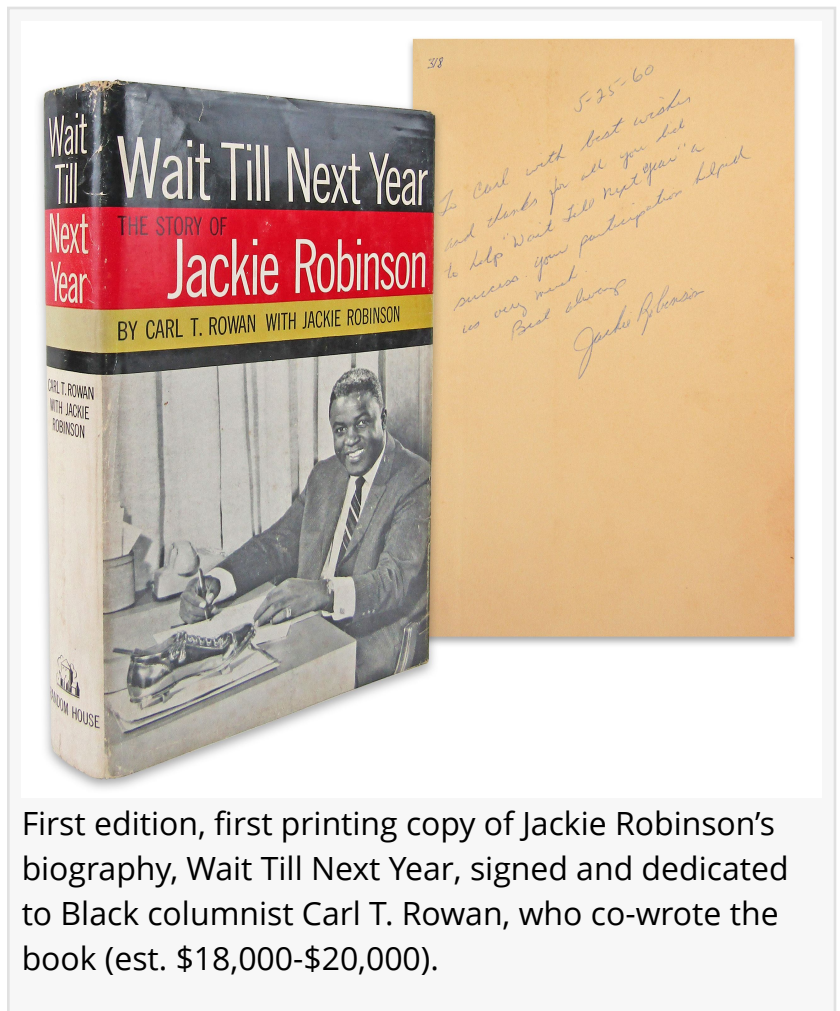 Wait
Till
Next
Year
CARL T. ROWAN
WITH JACKIE
ROBINSON
ANDOM HOUSE
Wait Till Next Year
THE STORY OF
Jackie Robinson
BY CARL T. ROWAN WITH JACKIE ROBINSON
318
5-25-60
To Carl with best wishes
and thanks for all you did
to help "Wait Till Next Year" a
success. your participation helped
us very much.
Best always
Jackie Robinson
First edition, first printing copy of Jackie Robinson's
biography, Wait Till Next Year, signed and dedicated
to Black columnist Carl T. Rowan, who co-wrote the
book (est. $18,000-$20,000).